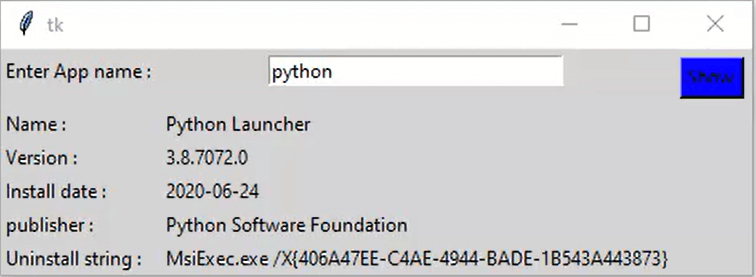 tk
Enter App name : python Show
Name : Python Launcher
Version : 3.8.7072.0
Install date : 2020-06-24
publisher : Python Software Foundation
Uninstall string : MsiExec.exe /X{406A47EE-C4AE-4944-BADE-1B543A443873}